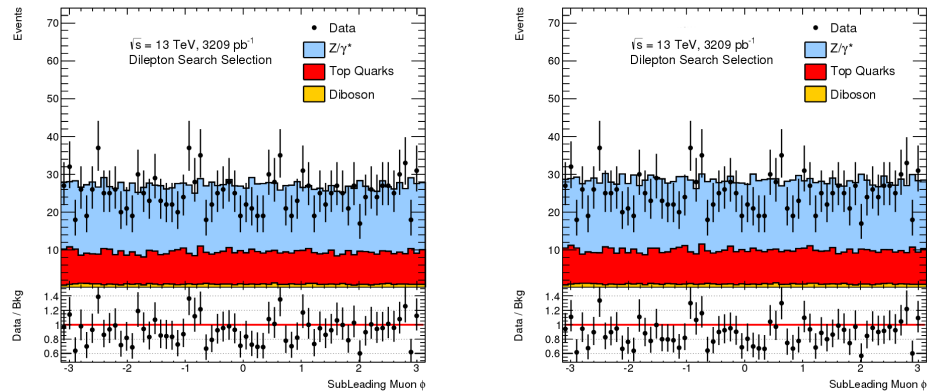 Events
70
60
50
40
30
20
10
√s = 13 TeV, 3209 pb⁻¹
Dilepton Search Selection
Data
Z/γ*
Top Quarks
Diboson
Data / Bkg
1.4
1.2
1
0.8
0.6
-3 -2 -1 0 1 2 3
SubLeading Muon ϕ
Events
70
60
50
40
30
20
10
√s = 13 TeV, 3209 pb⁻¹
Dilepton Search Selection
Data
Z/γ*
Top Quarks
Diboson
Data / Bkg
1.4
1.2
1
0.8
0.6
-3 -2 -1 0 1 2 3
SubLeading Muon ϕ